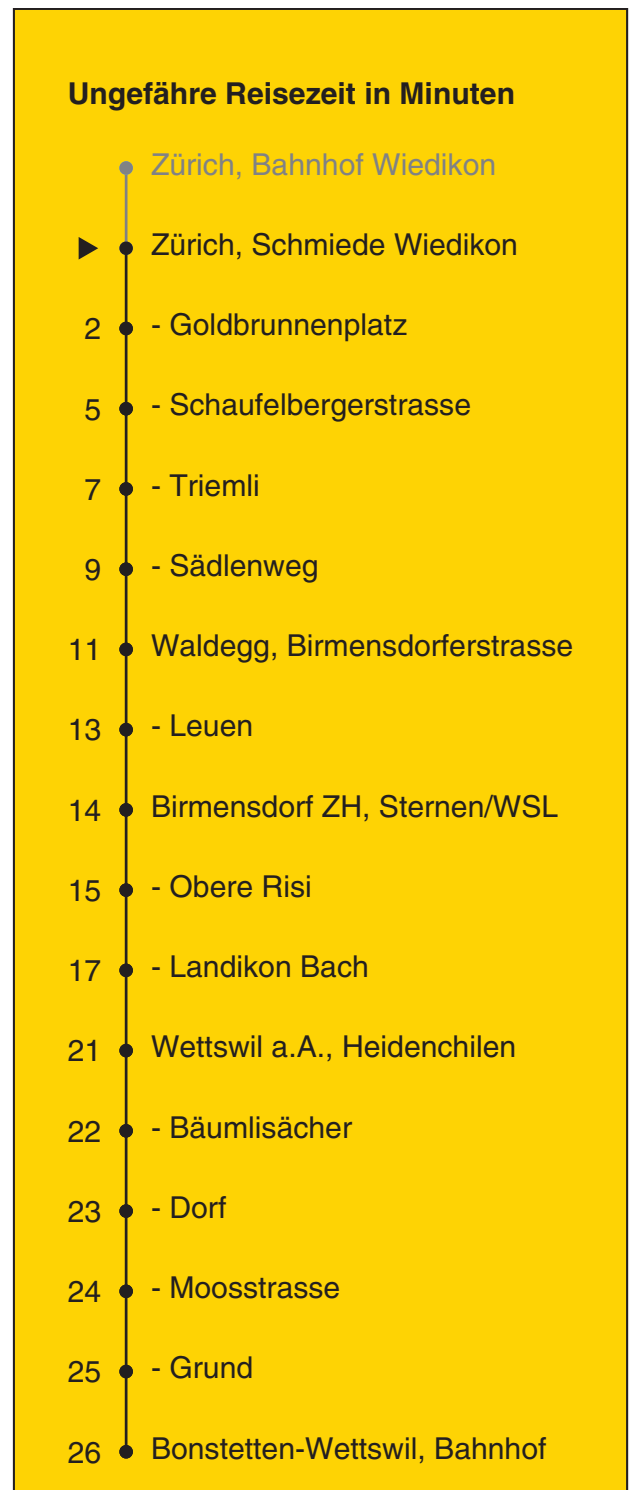 Ungefähre Reisezeit in Minuten
Zürich, Bahnhof Wiedikon
Zürich, Schmiede Wiedikon
2 - Goldbrunnenplatz
5 - Schaufelbergerstrasse
7 - Triemli
9 - Sädlenweg
11 Waldegg, Birmensdorferstrasse
13 - Leuen
14 Birmensdorf ZH, Sternen/WSL
15 - Obere Risi
17 - Landikon Bach
21 Wettswil a.A., Heidenchilen
22 - Bäumlisächer
23 - Dorf
24 - Moosstrasse
25 - Grund
26 Bonstetten-Wettswil, Bahnhof